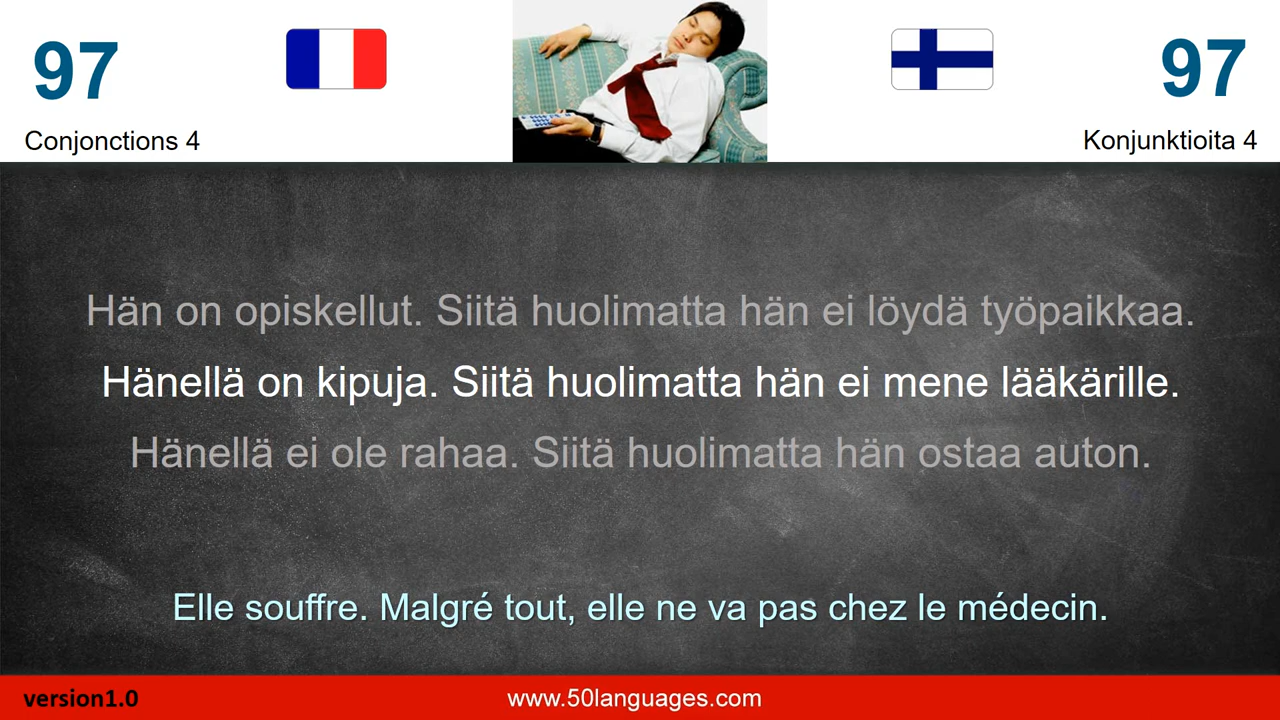 97
97
Conjonctions 4
Konjunktioita 4
Hän on opiskellut. Siitä huolimatta hän ei löydä työpaikkaa.
Hänellä on kipuja. Siitä huolimatta hän ei mene lääkärille.
Hänellä ei ole rahaa. Siitä huolimatta hän ostaa auton.
Elle souffre. Malgré tout, elle ne va pas chez le médecin.
version1.0
www.50languages.com